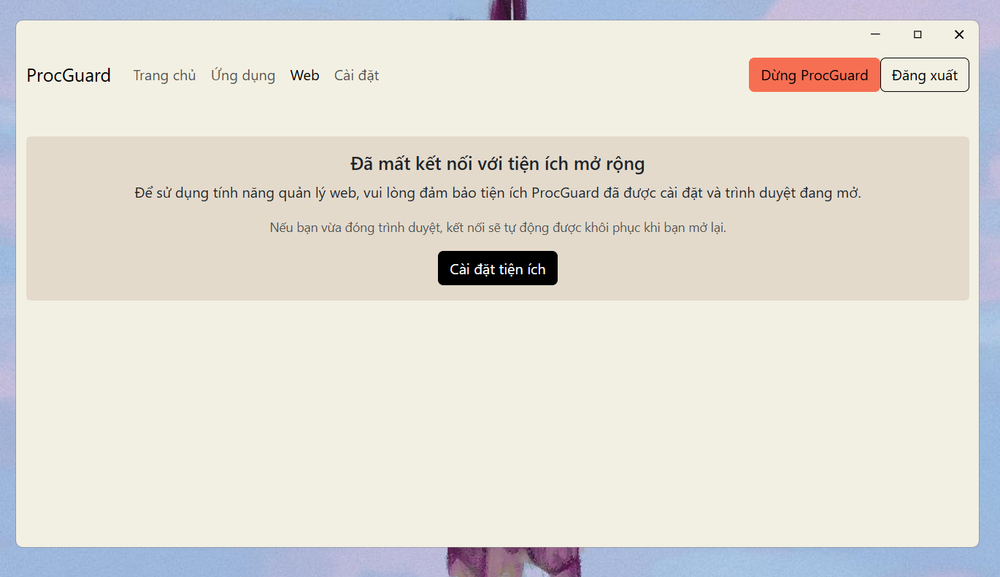 ProcGuard Trang chủ Ứng dụng Web Cài đặt Dừng ProcGuard Đăng xuất
Đã mất kết nối với tiện ích mở rộng
Để sử dụng tính năng quản lý web, vui lòng đảm bảo tiện ích ProcGuard đã được cài đặt và trình duyệt đang mở.
Nếu bạn vừa đóng trình duyệt, kết nối sẽ tự động được khôi phục khi bạn mở lại.
Cài đặt tiện ích